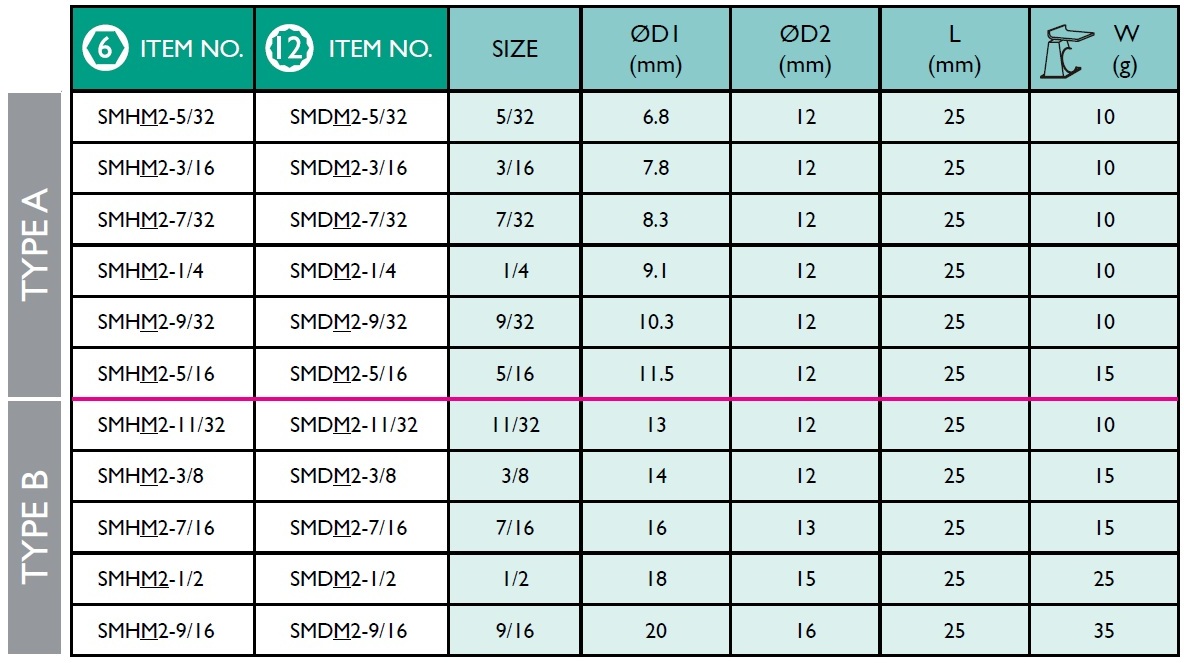 6 ITEM NO. 12 ITEM NO. SIZE ØD1 (mm) ØD2 (mm) L (mm) W (g)
TYPE A
SMHM2-5/32 SMDM2-5/32 5/32 6.8 12 25 10
SMHM2-3/16 SMDM2-3/16 3/16 7.8 12 25 10
SMHM2-7/32 SMDM2-7/32 7/32 8.3 12 25 10
SMHM2-1/4 SMDM2-1/4 1/4 9.1 12 25 10
SMHM2-9/32 SMDM2-9/32 9/32 10.3 12 25 10
SMHM2-5/16 SMDM2-5/16 5/16 11.5 12 25 15
TYPE B
SMHM2-11/32 SMDM2-11/32 11/32 13 12 25 10
SMHM2-3/8 SMDM2-3/8 3/8 14 12 25 15
SMHM2-7/16 SMDM2-7/16 7/16 16 13 25 15
SMHM2-1/2 SMDM2-1/2 1/2 18 15 25 25
SMHM2-9/16 SMDM2-9/16 9/16 20 16 25 35